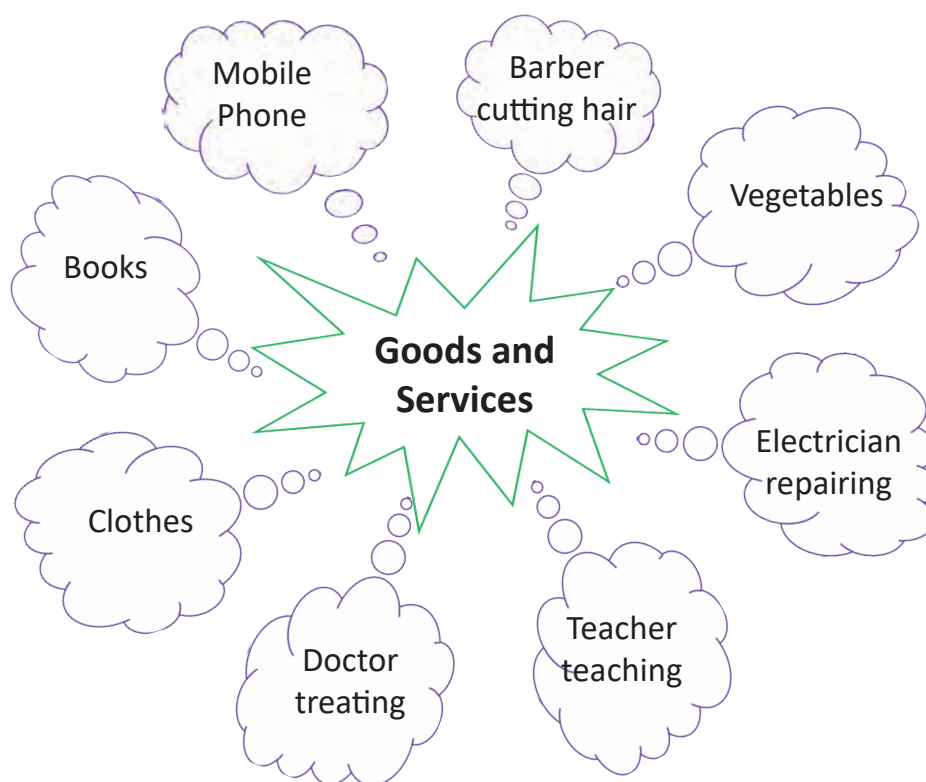 Mobile
Phone
Barber
cutting hair
Vegetables
Books
Goods and
Services
Electrician
repairing
Clothes
Teacher
teaching
Doctor
treating